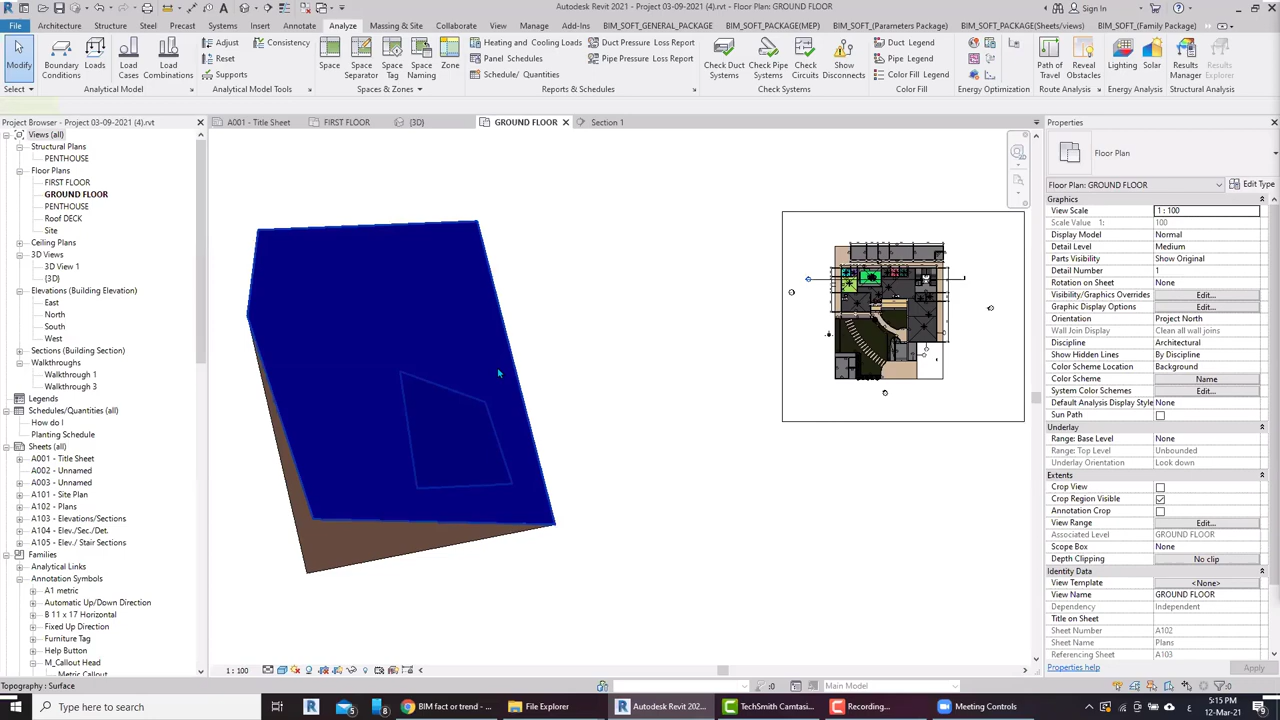 Autodesk Revit 2021 - Project 03-09-2021 (4).rvt - Floor Plan: GROUND FLOOR
Sign In
File Architecture Structure Steel Precast Systems Insert Annotate Analyze Massing & Site Collaborate View Manage Add-Ins BIM_SOFT_GENERAL_PACKAGE BIM_SOFT_PACKAGE(MEP) BIM_SOFT (Parameters Package) BIM_SOFT_PACKAGE(Sheets/views) BIM_SOFT (Family Package)
Adjust Consistency Heating and Cooling Loads Duct Pressure Loss Report Duct Legend
Reset Panel Schedules Pipe Pressure Loss Report Pipe Legend
Supports Schedule/ Quantities Color Fill Legend
Modify Boundary Conditions Loads Load Cases Load Combinations Space Space Separator Space Tag Space Naming Zone Check Duct Systems Check Pipe Systems Check Circuits Show Disconnects Path of Travel Reveal Obstacles Lighting Solar Results Manager Results Explorer
Select Analytical Model Analytical Model Tools Spaces & Zones Reports & Schedules Check Systems Color Fill Energy Optimization Route Analysis Energy Analysis Structural Analysis
Project Browser - Project 03-09-2021 (4).rvt
A001 - Title Sheet FIRST FLOOR {3D} GROUND FLOOR Section 1
Views (all)
Structural Plans
PENTHOUSE
Floor Plans
FIRST FLOOR
GROUND FLOOR
PENTHOUSE
Roof DECK
Site
Ceiling Plans
3D Views
3D View 1
{3D}
Elevations (Building Elevation)
East
North
South
West
Sections (Building Section)
Walkthroughs
Walkthrough 1
Walkthrough 3
Legends
Schedules/Quantities (all)
How do I
Planting Schedule
Sheets (all)
A001 - Title Sheet
A002 - Unnamed
A003 - Unnamed
A101 - Site Plan
A102 - Plans
A103 - Elevations/Sections
A104 - Elev./Sec./Det.
A105 - Elev./ Stair Sections
Families
Analytical Links
Annotation Symbols
A1 metric
Automatic Up/Down Direction
B 11 x 17 Horizontal
Fixed Up Direction
Furniture Tag
Help Button
M_Callout Head
Metric Callout
Properties
Floor Plan
Floor Plan: GROUND FLOOR Edit Type
Graphics
View Scale 1 : 100
Scale Value 1: 100
Display Model Normal
Detail Level Medium
Parts Visibility Show Original
Detail Number 1
Rotation on Sheet None
Visibility/Graphics Overrides Edit...
Graphic Display Options Edit...
Orientation Project North
Wall Join Display Clean all wall joins
Discipline Architectural
Show Hidden Lines By Discipline
Color Scheme Location Background
Color Scheme Name
System Color Schemes Edit...
Default Analysis Display Style None
Sun Path
Underlay
Range: Base Level None
Range: Top Level Unbounded
Underlay Orientation Look down
Extents
Crop View
Crop Region Visible
Annotation Crop
View Range Edit...
Associated Level GROUND FLOOR
Scope Box None
Depth Clipping No clip
Identity Data
View Template <None>
View Name GROUND FLOOR
Dependency Independent
Title on Sheet
Sheet Number A102
Sheet Name Plans
Referencing Sheet A103
Properties help Apply
1 : 100
Topography : Surface
:0 Main Model :0
Type here to search
BIM fact or trend - ... File Explorer Autodesk Revit 202... TechSmith Camtasi... Recording... Meeting Controls
5:15 PM
12-Mar-21